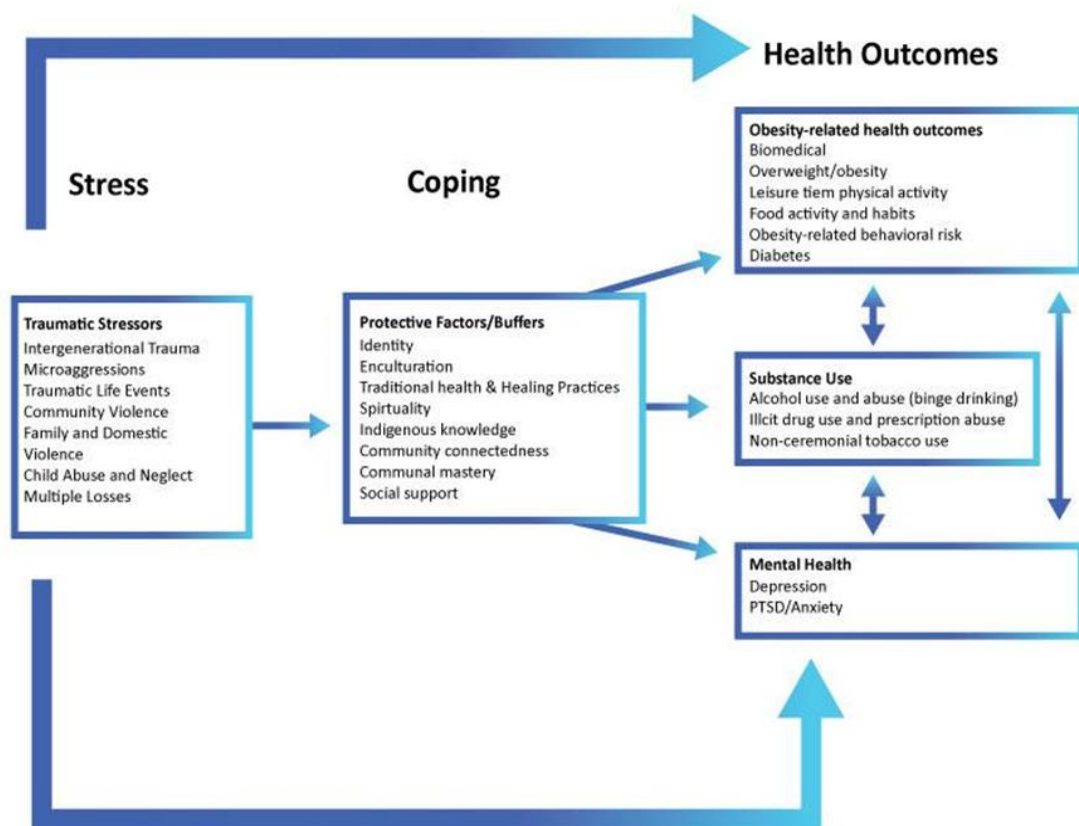 Health Outcomes
Stress
Coping
Traumatic Stressors
Intergenerational Trauma
Microaggressions
Traumatic Life Events
Community Violence
Family and Domestic
Violence
Child Abuse and Neglect
Multiple Losses
Protective Factors/Buffers
Identity
Enculturation
Traditional health & Healing Practices
Spirtuality
Indigenous knowledge
Community connectedness
Communal mastery
Social support
Obesity-related health outcomes
Biomedical
Overweight/obesity
Leisure tiem physical activity
Food activity and habits
Obesity-related behavioral risk
Diabetes
Substance Use
Alcohol use and abuse (binge drinking)
Illcit drug use and prescription abuse
Non-ceremonial tobacco use
Mental Health
Depression
PTSD/Anxiety